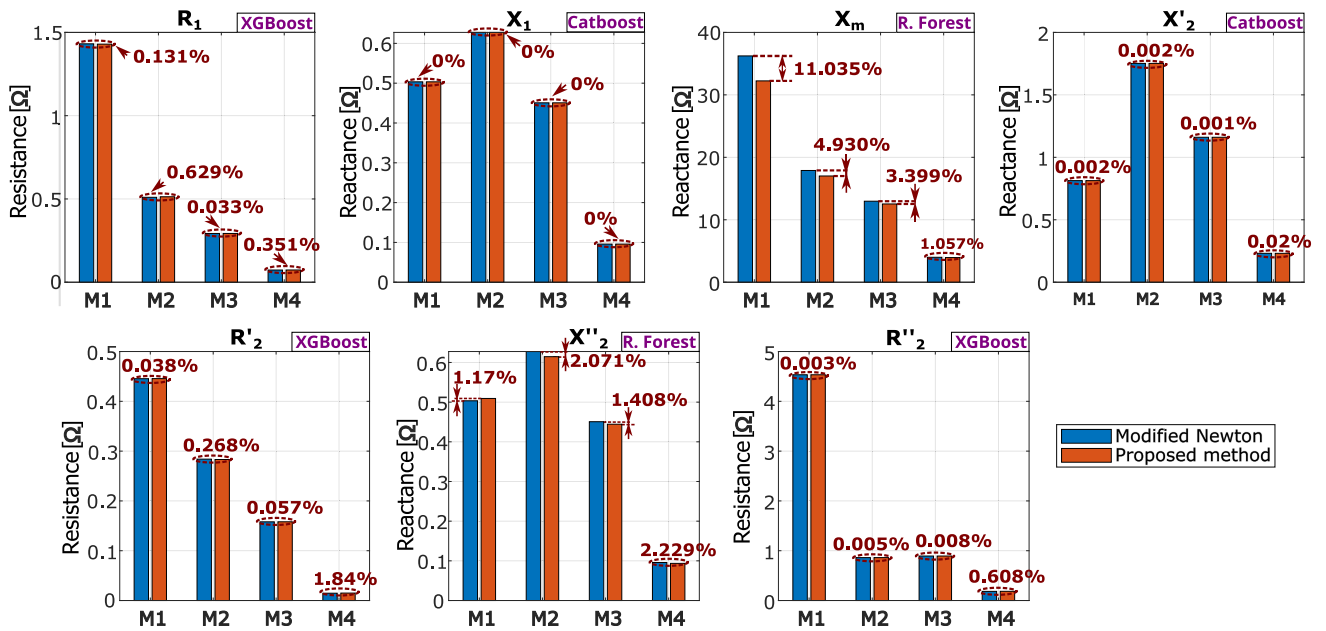 R1 XGBoost
Resistance[Ω]
1.5
1
0.5
0
0.131%
0.629%
0.033%
0.351%
M1 M2 M3 M4
X1 Catboost
Reactance[Ω]
0.6
0.5
0.4
0.3
0.2
0.1
0
0%
0%
0%
0%
M1 M2 M3 M4
Xm R. Forest
Reactance[Ω]
40
30
20
10
0
11.035%
4.930%
3.399%
1.057%
M1 M2 M3 M4
X'2 Catboost
Reactance[Ω]
2
1.5
1
0.5
0
0.002%
0.002%
0.001%
0.02%
M1 M2 M3 M4
R'2 XGBoost
Resistance[Ω]
0.5
0.4
0.3
0.2
0.1
0
0.038%
0.268%
0.057%
1.84%
M1 M2 M3 M4
X''2 R. Forest
Reactance[Ω]
0.6
0.5
0.4
0.3
0.2
0.1
0
1.17%
2.071%
1.408%
2.229%
M1 M2 M3 M4
R''2 XGBoost
Resistance[Ω]
5
4
3
2
1
0
0.003%
0.005%
0.008%
0.608%
M1 M2 M3 M4
Modified Newton
Proposed method